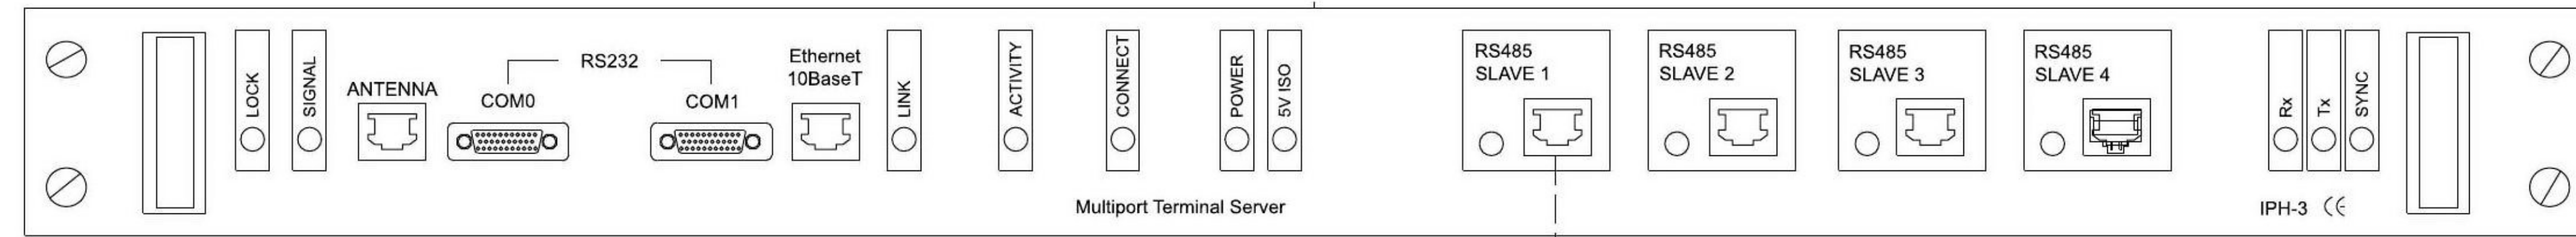 LOCK
SIGNAL
ANTENNA
RS232
COM0
COM1
Ethernet
10BaseT
LINK
ACTIVITY
CONNECT
POWER
5V ISO
RS485
SLAVE 1
RS485
SLAVE 2
RS485
SLAVE 3
RS485
SLAVE 4
Rx
Tx
SYNC
Multiport Terminal Server
IPH-3 CE